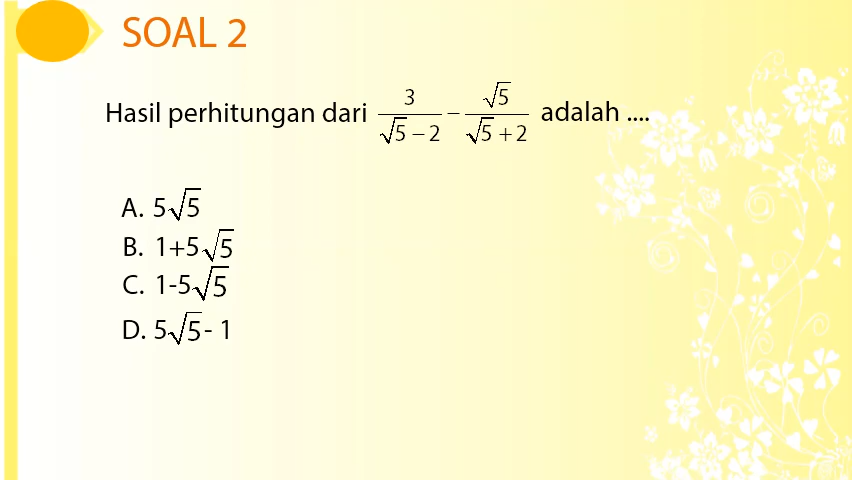 SOAL 2
Hasil perhitungan dari 3/(√5 − 2) − √5/(√5 + 2) adalah ....
A. 5√5
B. 1+5√5
C. 1-5√5
D. 5√5- 1